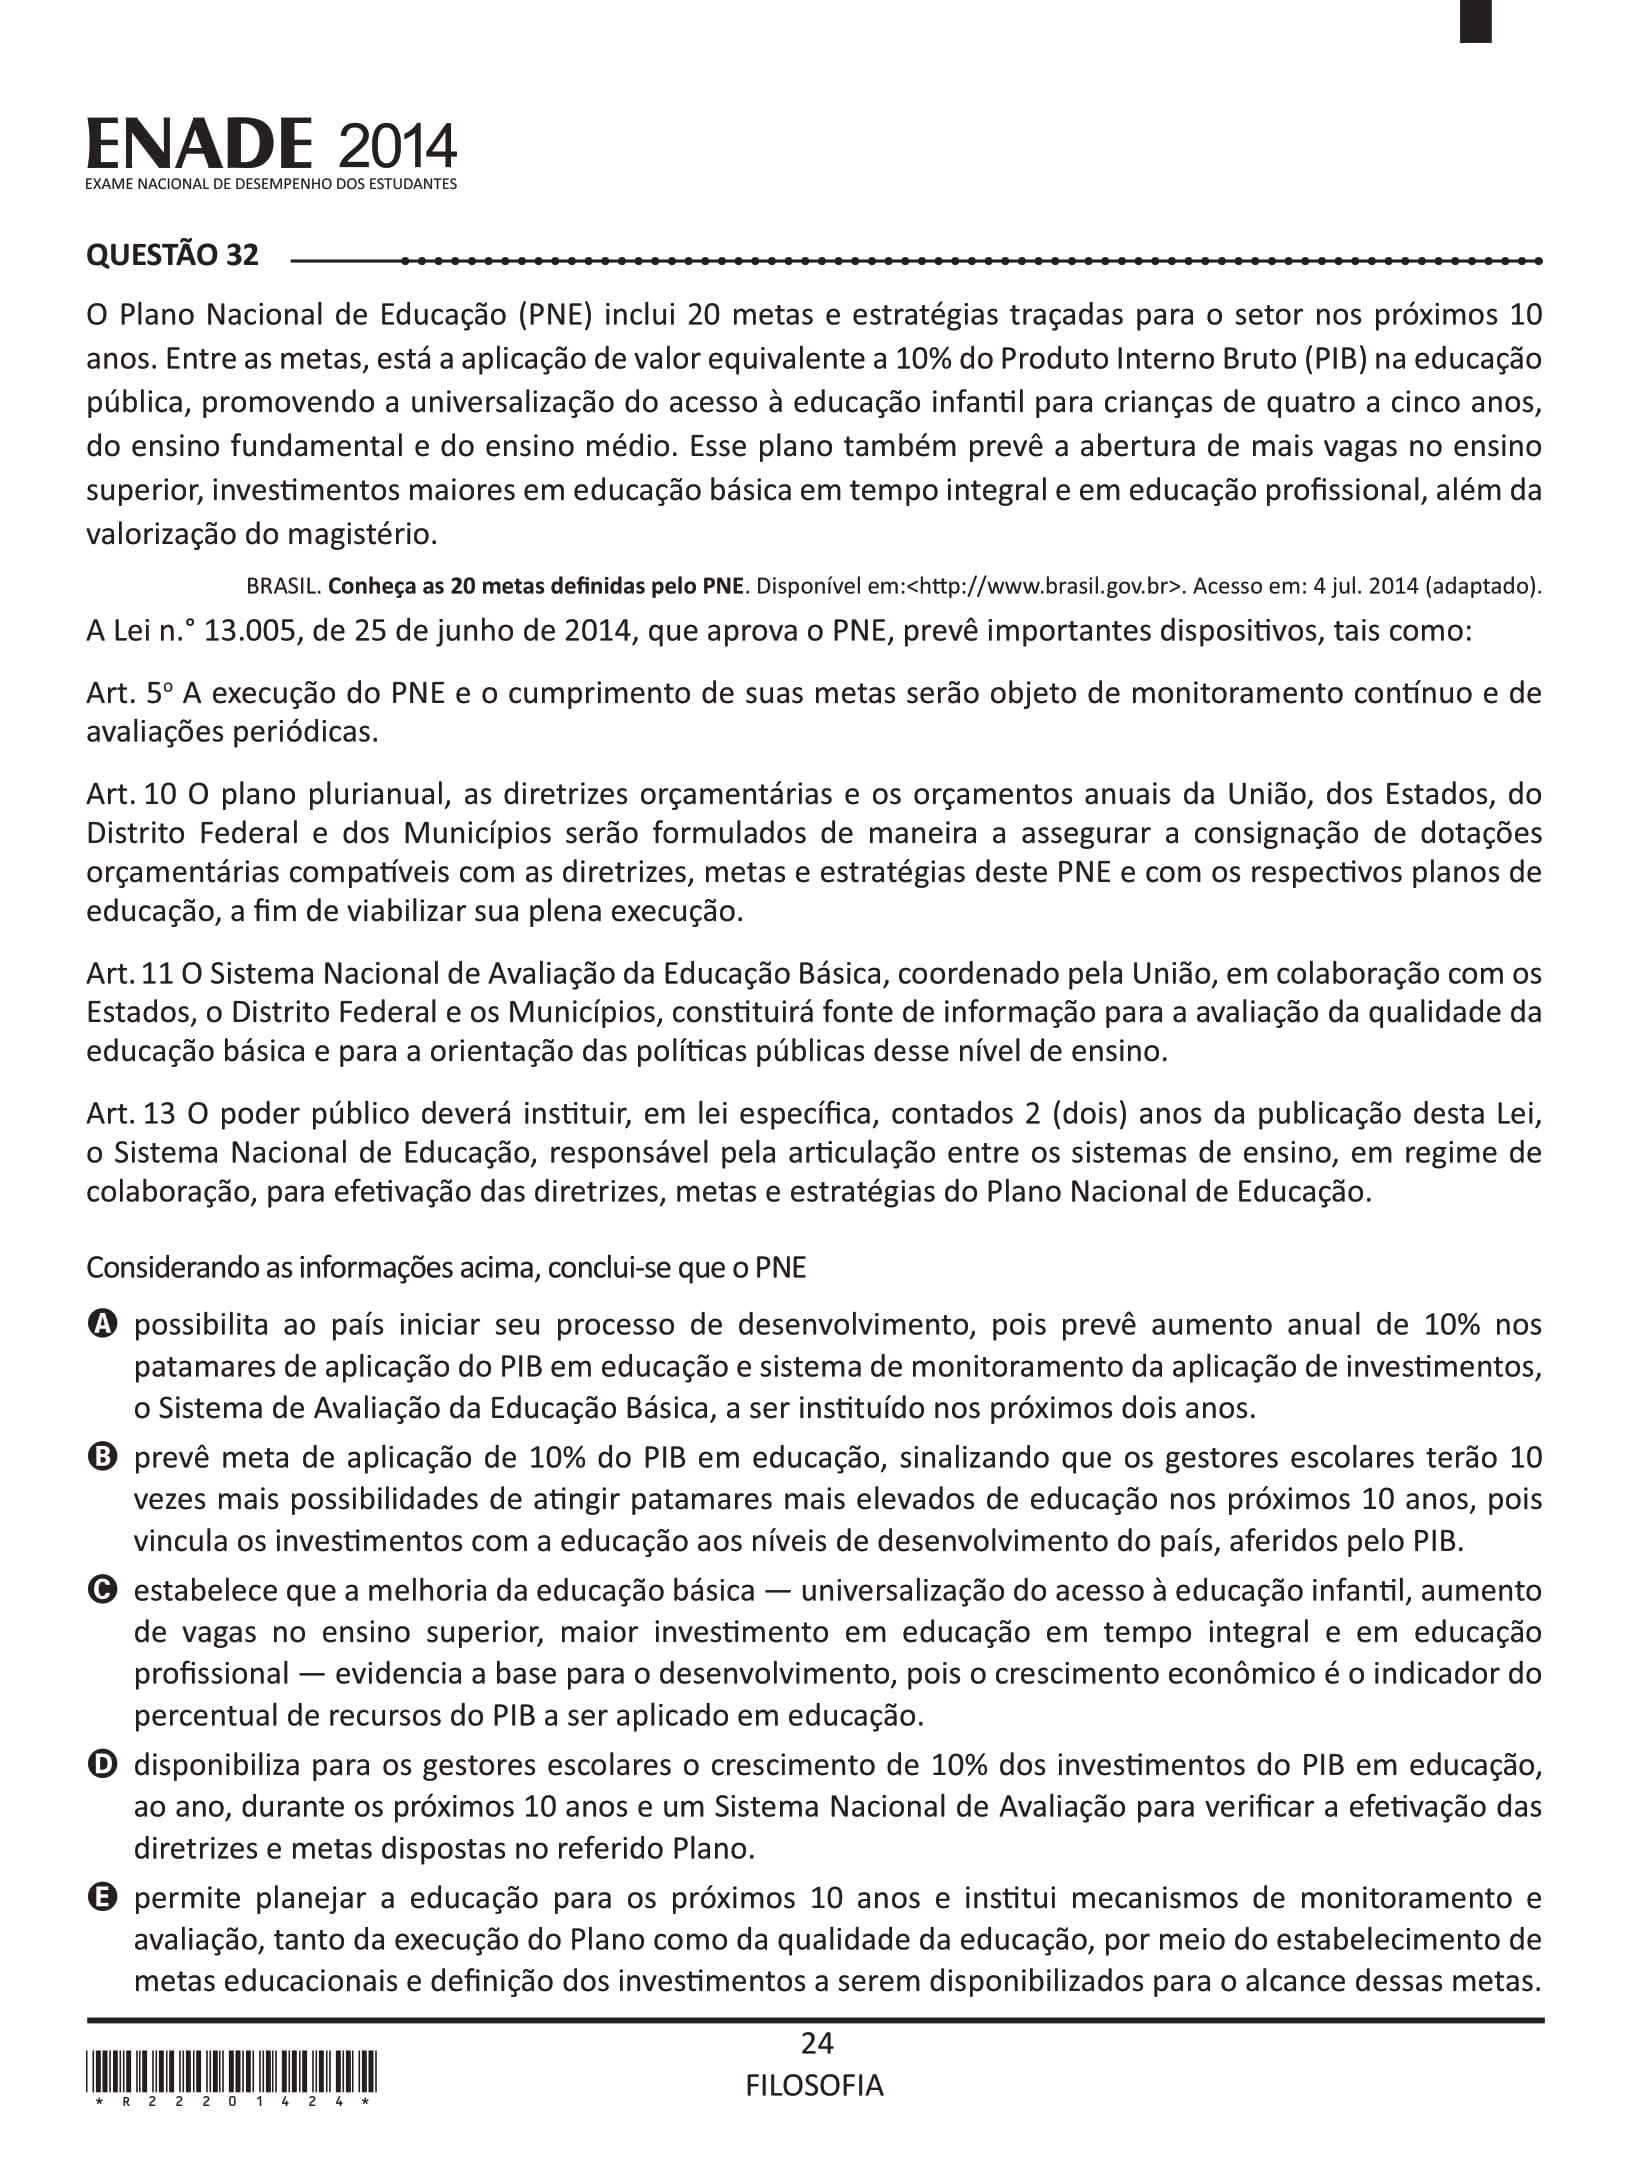 ENADE 2014
EXAME NACIONAL DE DESEMPENHO DOS ESTUDANTES
QUESTÃO 32
O Plano Nacional de Educação (PNE) inclui 20 metas e estratégias traçadas para o setor nos próximos 10
anos. Entre as metas, está a aplicação de valor equivalente a 10% do Produto Interno Bruto (PIB) na educação
pública, promovendo a universalização do acesso à educação infantil para crianças de quatro a cinco anos,
do ensino fundamental e do ensino médio. Esse plano também prevê a abertura de mais vagas no ensino
superior, investimentos maiores em educação básica em tempo integral e em educação profissional, além da
valorização do magistério.
BRASIL. Conheça as 20 metas definidas pelo PNE. Disponível em:<http://www.brasil.gov.br>. Acesso em: 4 jul. 2014 (adaptado).
A Lei n.° 13.005, de 25 de junho de 2014, que aprova o PNE, prevê importantes dispositivos, tais como:
Art. 5º A execução do PNE e o cumprimento de suas metas serão objeto de monitoramento contínuo e de
avaliações periódicas.
Art. 10 O plano plurianual, as diretrizes orçamentárias e os orçamentos anuais da União, dos Estados, do
Distrito Federal e dos Municípios serão formulados de maneira a assegurar a consignação de dotações
orçamentárias compatíveis com as diretrizes, metas e estratégias deste PNE e com os respectivos planos de
educação, a fim de viabilizar sua plena execução.
Art. 11 O Sistema Nacional de Avaliação da Educação Básica, coordenado pela União, em colaboração com os
Estados, o Distrito Federal e os Municípios, constituirá fonte de informação para a avaliação da qualidade da
educação básica e para a orientação das políticas públicas desse nível de ensino.
Art. 13 O poder público deverá instituir, em lei específica, contados 2 (dois) anos da publicação desta Lei,
o Sistema Nacional de Educação, responsável pela articulação entre os sistemas de ensino, em regime de
colaboração, para efetivação das diretrizes, metas e estratégias do Plano Nacional de Educação.
Considerando as informações acima, conclui-se que o PNE
A possibilita ao país iniciar seu processo de desenvolvimento, pois prevê aumento anual de 10% nos
patamares de aplicação do PIB em educação e sistema de monitoramento da aplicação de investimentos,
o Sistema de Avaliação da Educação Básica, a ser instituído nos próximos dois anos.
B prevê meta de aplicação de 10% do PIB em educação, sinalizando que os gestores escolares terão 10
vezes mais possibilidades de atingir patamares mais elevados de educação nos próximos 10 anos, pois
vincula os investimentos com a educação aos níveis de desenvolvimento do país, aferidos pelo PIB.
C estabelece que a melhoria da educação básica — universalização do acesso à educação infantil, aumento
de vagas no ensino superior, maior investimento em educação em tempo integral e em educação
profissional — evidencia a base para o desenvolvimento, pois o crescimento econômico é o indicador do
percentual de recursos do PIB a ser aplicado em educação.
D disponibiliza para os gestores escolares o crescimento de 10% dos investimentos do PIB em educação,
ao ano, durante os próximos 10 anos e um Sistema Nacional de Avaliação para verificar a efetivação das
diretrizes e metas dispostas no referido Plano.
E permite planejar a educação para os próximos 10 anos e institui mecanismos de monitoramento e
avaliação, tanto da execução do Plano como da qualidade da educação, por meio do estabelecimento de
metas educacionais e definição dos investimentos a serem disponibilizados para o alcance dessas metas.
24
FILOSOFIA
* R 2 2 2 0 1 4 2 4 *